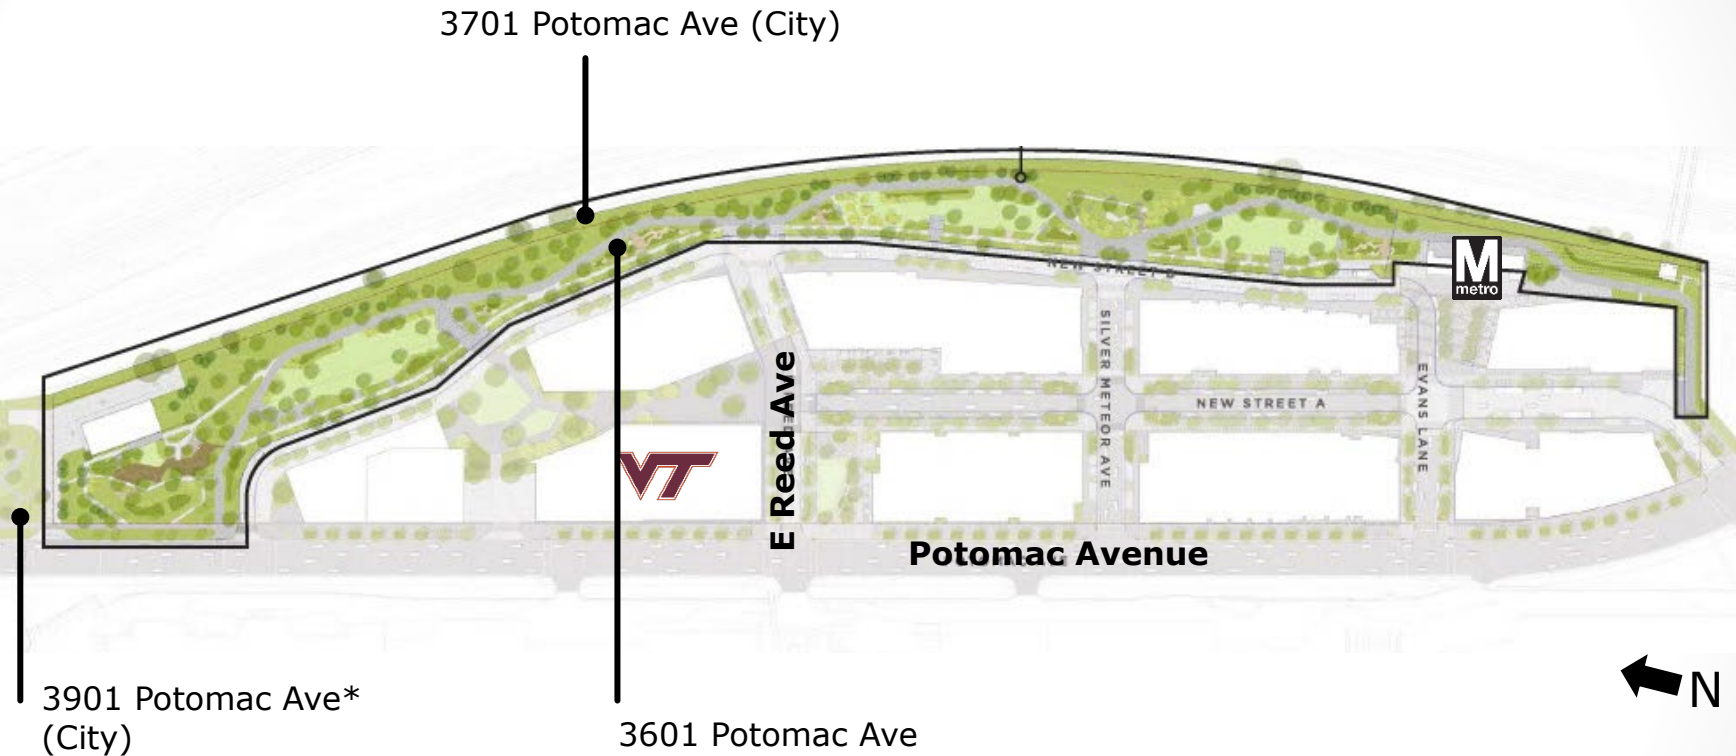 3701 Potomac Ave (City)
NEW STREET B
M
metro
SILVER METEOR AVE
EVANS LANE
NEW STREET A
E Reed Ave
VT
Potomac Avenue
3901 Potomac Ave*
(City)
3601 Potomac Ave
N